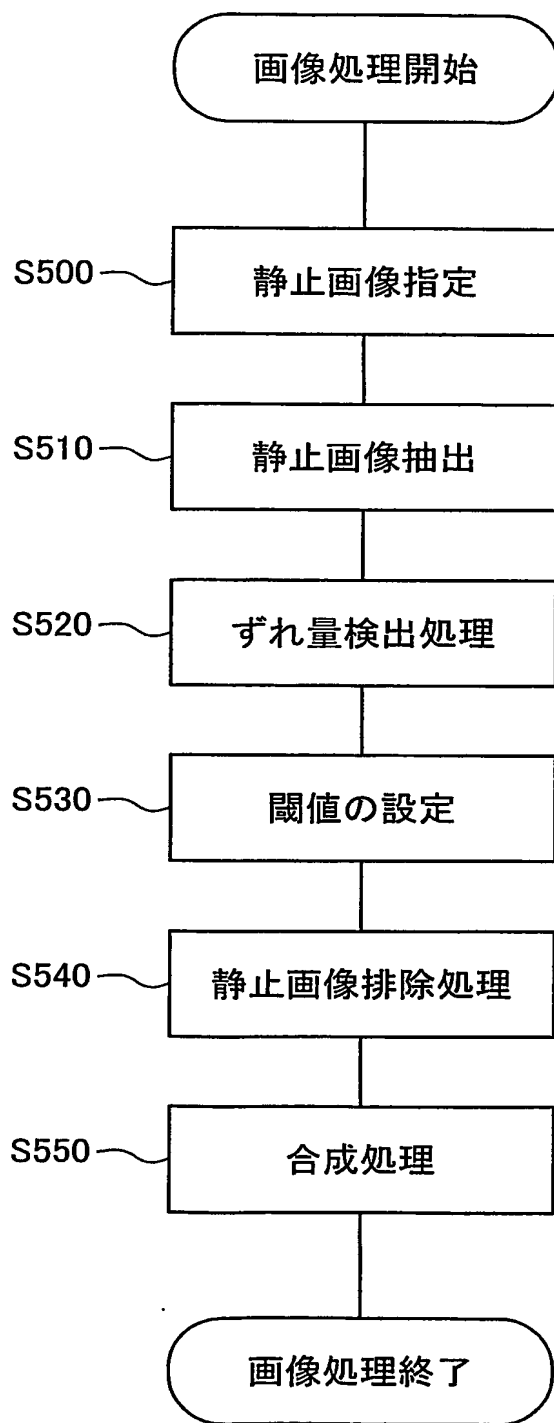 画像処理開始
S500
静止画像指定
S510
静止画像抽出
S520
ずれ量検出処理
S530
閾値の設定
S540
静止画像排除処理
S550
合成処理
画像処理終了